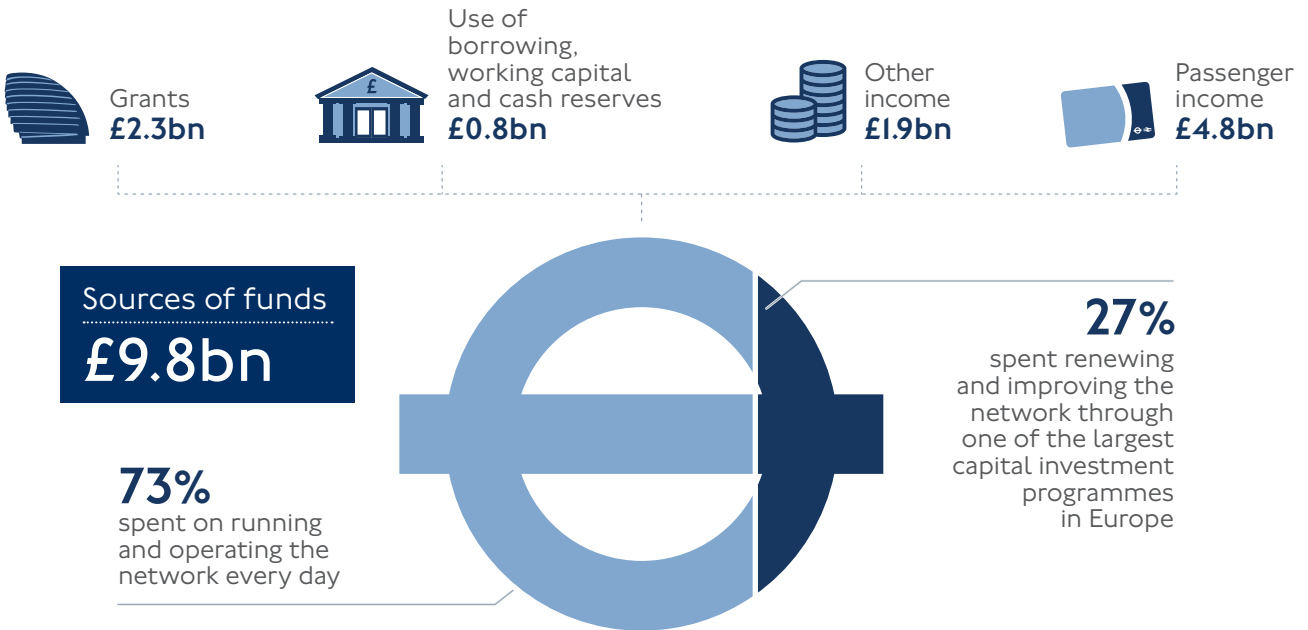 Grants
£2.3bn
Use of
borrowing,
working capital
and cash reserves
£0.8bn
£
Other
income
£1.9bn
Passenger
income
£4.8bn
Sources of funds
£9.8bn
27%
spent renewing
and improving the
network through
one of the largest
capital investment
programmes
in Europe
73%
spent on running
and operating the
network every day